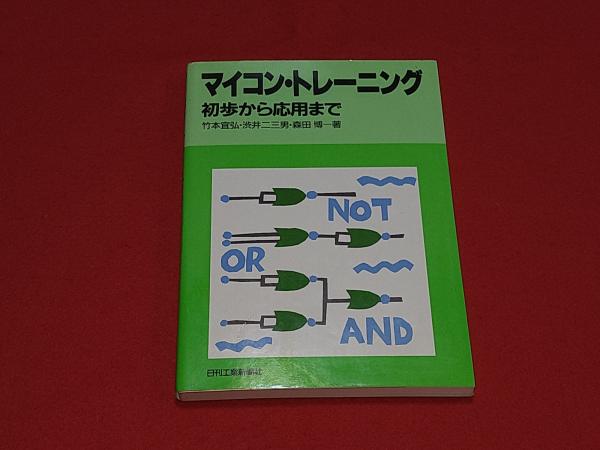 マイコン・トレーニング
初歩から応用まで
竹本宜弘・渋井二三男・森田 博一著
NOT
OR
AND
日刊工業新聞社